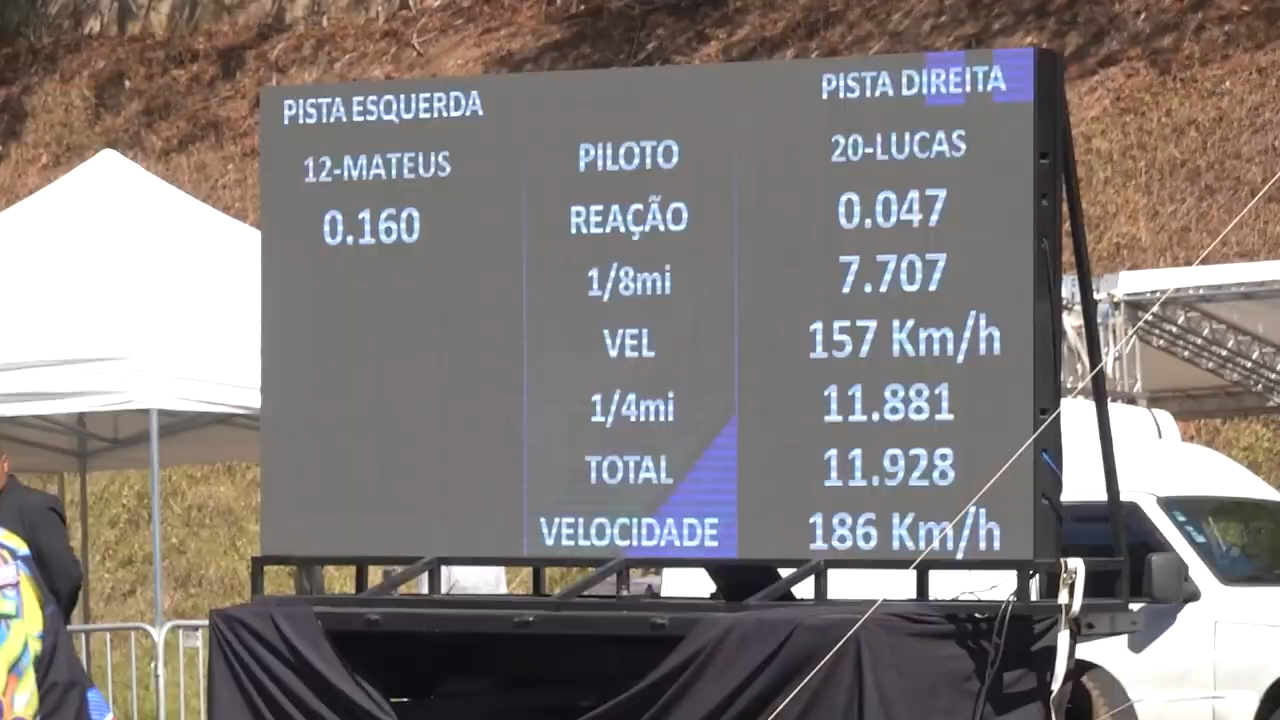 PISTA ESQUERDA PISTA DIREITA
12-MATEUS PILOTO 20-LUCAS
0.160 REAÇÃO 0.047
1/8mi 7.707
VEL 157 Km/h
1/4mi 11.881
TOTAL 11.928
VELOCIDADE 186 Km/h